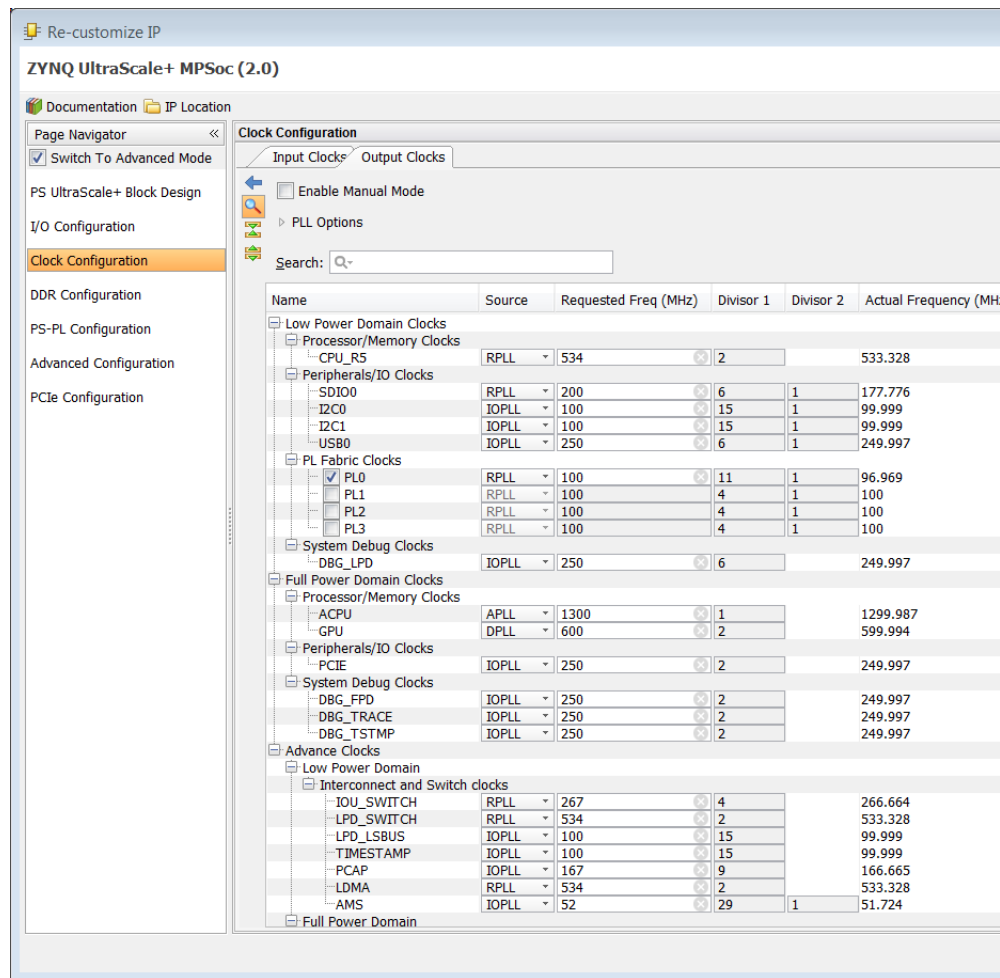 Re-customize IP
ZYNQ UltraScale+ MPSoc (2.0)
Documentation IP Location
Page Navigator «
Switch To Advanced Mode
PS UltraScale+ Block Design
I/O Configuration
Clock Configuration
DDR Configuration
PS-PL Configuration
Advanced Configuration
PCIe Configuration
Clock Configuration
Input Clocks Output Clocks
Enable Manual Mode
PLL Options
Search:
Name Source Requested Freq (MHz) Divisor 1 Divisor 2 Actual Frequency (MHz
Low Power Domain Clocks
Processor/Memory Clocks
CPU_R5 RPLL 534 2 533.328
Peripherals/IO Clocks
SDIO0 RPLL 200 6 1 177.776
I2C0 IOPLL 100 15 1 99.999
I2C1 IOPLL 100 15 1 99.999
USB0 IOPLL 250 6 1 249.997
PL Fabric Clocks
PL0 RPLL 100 11 1 96.969
PL1 RPLL 100 4 1 100
PL2 RPLL 100 4 1 100
PL3 RPLL 100 4 1 100
System Debug Clocks
DBG_LPD IOPLL 250 6 249.997
Full Power Domain Clocks
Processor/Memory Clocks
ACPU APLL 1300 1 1299.987
GPU DPLL 600 2 599.994
Peripherals/IO Clocks
PCIE IOPLL 250 2 249.997
System Debug Clocks
DBG_FPD IOPLL 250 2 249.997
DBG_TRACE IOPLL 250 2 249.997
DBG_TSTMP IOPLL 250 2 249.997
Advance Clocks
Low Power Domain
Interconnect and Switch clocks
IOU_SWITCH RPLL 267 4 266.664
LPD_SWITCH RPLL 534 2 533.328
LPD_LSBUS IOPLL 100 15 99.999
TIMESTAMP IOPLL 100 15 99.999
PCAP IOPLL 167 9 166.665
LDMA RPLL 534 2 533.328
AMS IOPLL 52 29 1 51.724
Full Power Domain